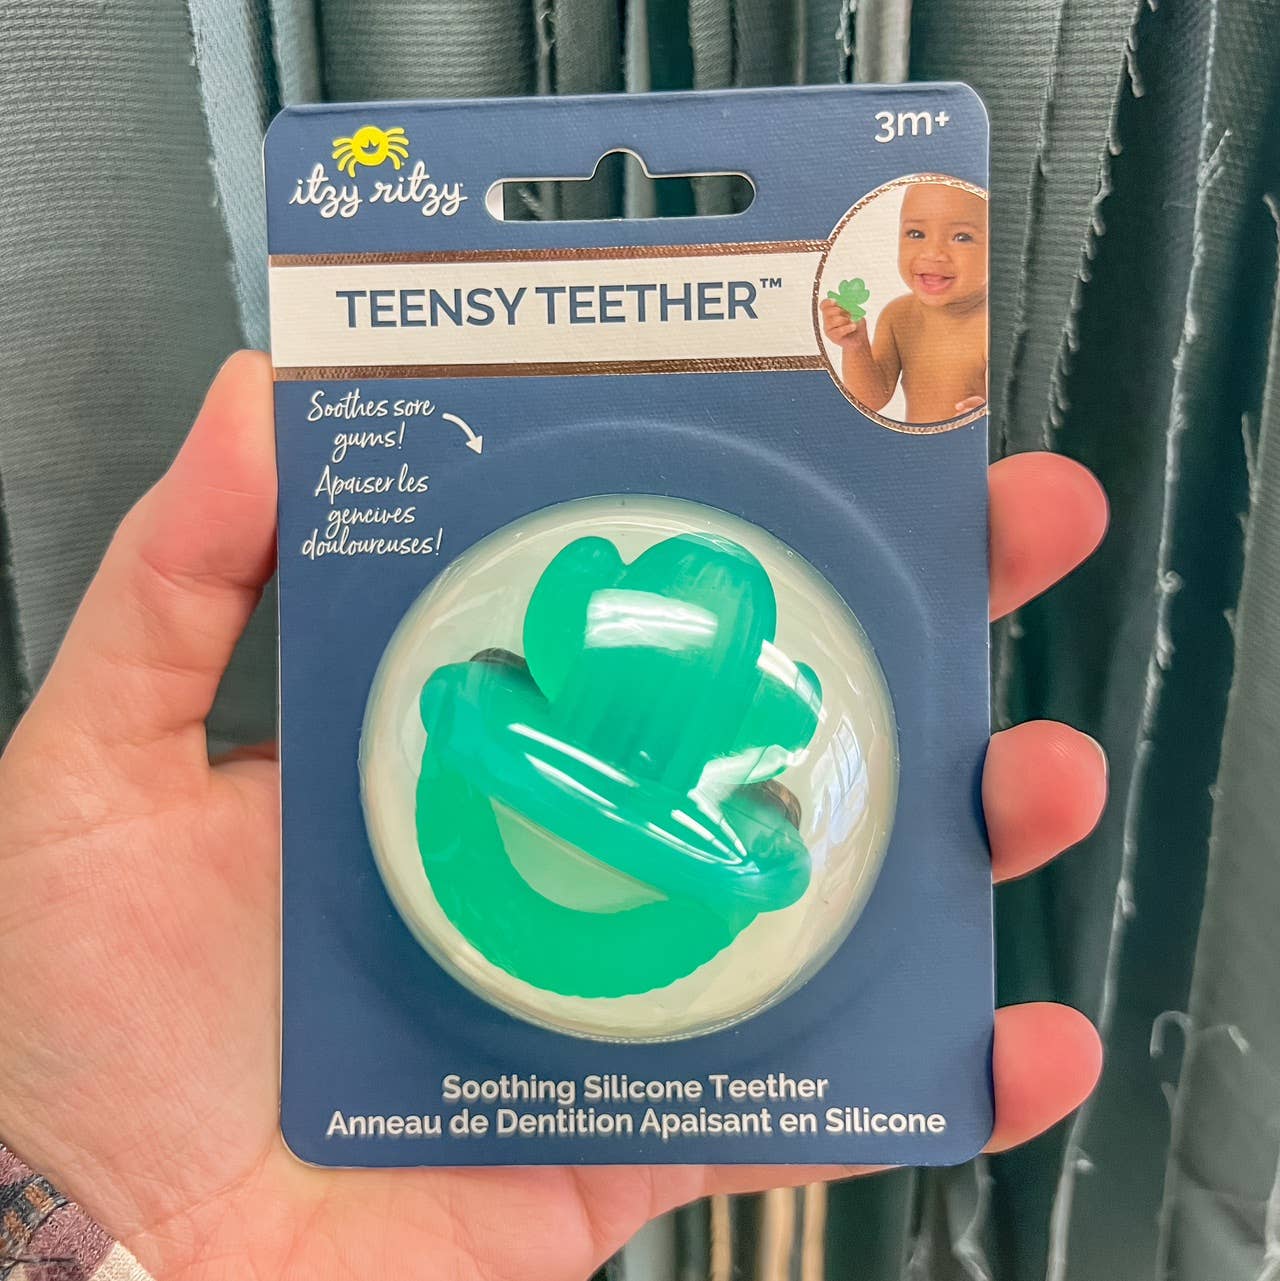 itzy ritzy
3m+
TEENSY TEETHER™
Soothes sore
gums!
Apaiser les
gencives
douloureuses!
Soothing Silicone Teether
Anneau de Dentition Apaisant en Silicone